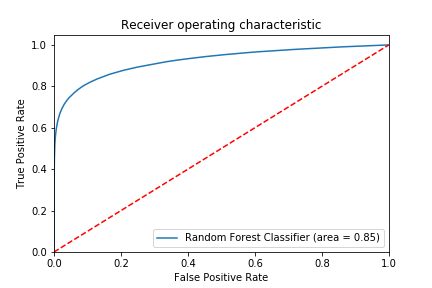 Receiver operating characteristic
1.0
0.8
0.6
0.4
0.2
0.0
True Positive Rate
Random Forest Classifier (area = 0.85)
0.0 0.2 0.4 0.6 0.8 1.0
False Positive Rate